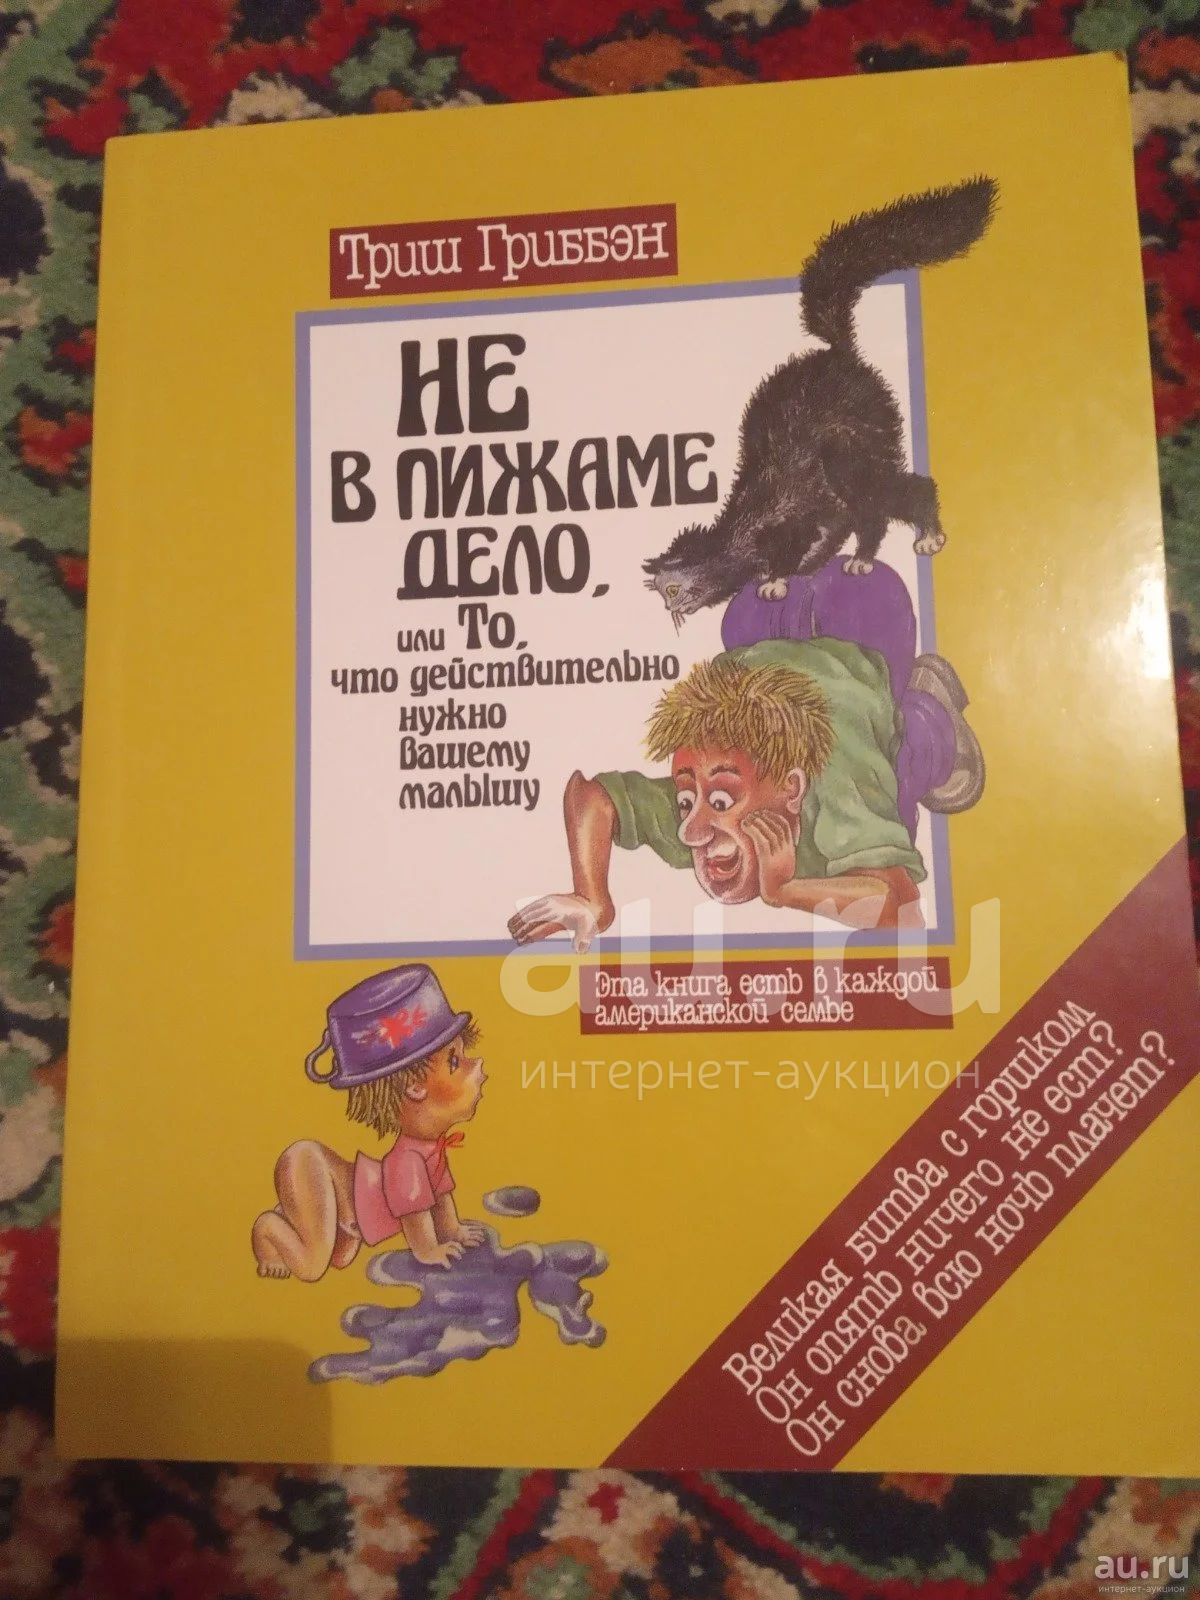 Триш Гриббэн
НЕ
В ПИЖАМЕ
ДЕЛО,
или То,
что действительно
нужно
вашему
малышу
au.ru
Эта книга есть в каждой
американской семье
интернет-аукцион
Великая битва с горшком
Он опять ничего не ест?
Он снова всю ночь плачет?
au.ru
интернет-аукцион